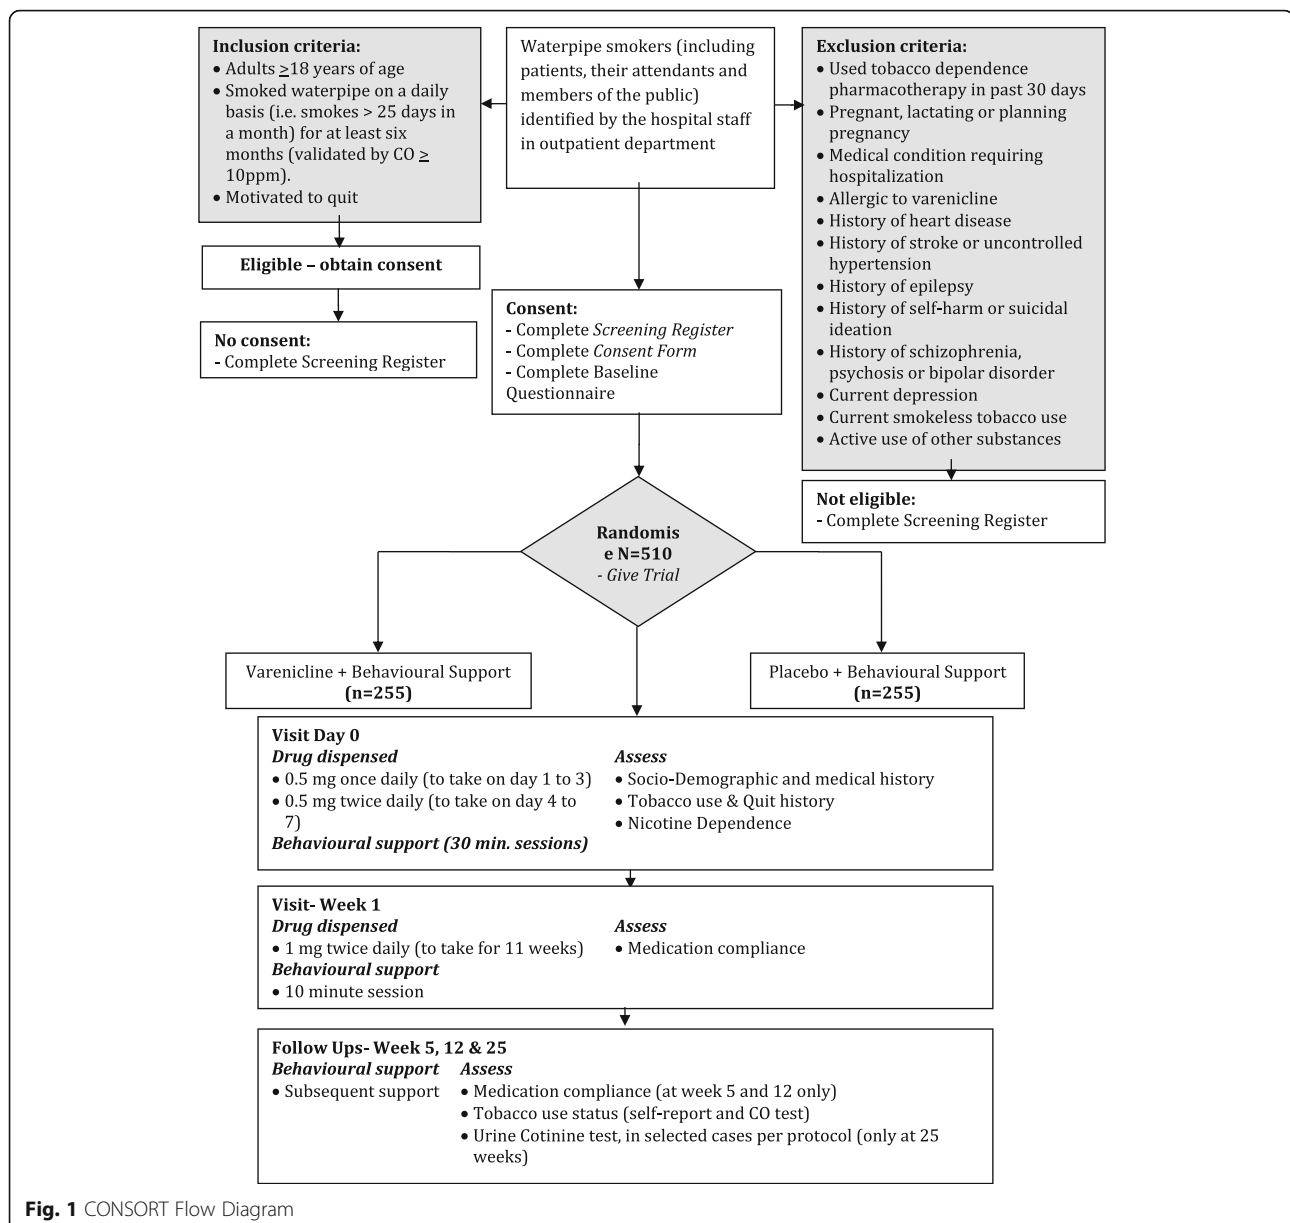 Inclusion criteria:
• Adults ≥18 years of age
• Smoked waterpipe on a daily
basis (i.e. smokes > 25 days in
a month) for at least six
months (validated by CO ≥
10ppm).
• Motivated to quit
Waterpipe smokers (including
patients, their attendants and
members of the public)
identified by the hospital staff
in outpatient department
Exclusion criteria:
• Used tobacco dependence
pharmacotherapy in past 30 days
• Pregnant, lactating or planning
pregnancy
• Medical condition requiring
hospitalization
• Allergic to varenicline
• History of heart disease
• History of stroke or uncontrolled
hypertension
• History of epilepsy
• History of self-harm or suicidal
ideation
• History of schizophrenia,
psychosis or bipolar disorder
• Current depression
• Current smokeless tobacco use
• Active use of other substances
Eligible – obtain consent
No consent:
- Complete Screening Register
Consent:
- Complete Screening Register
- Complete Consent Form
- Complete Baseline
Questionnaire
Not eligible:
- Complete Screening Register
Randomis
e N=510
- Give Trial
Varenicline + Behavioural Support
(n=255)
Placebo + Behavioural Support
(n=255)
Visit Day 0
Drug dispensed
• 0.5 mg once daily (to take on day 1 to 3)
• 0.5 mg twice daily (to take on day 4 to
7)
Behavioural support (30 min. sessions)
Assess
• Socio-Demographic and medical history
• Tobacco use & Quit history
• Nicotine Dependence
Visit- Week 1
Drug dispensed
• 1 mg twice daily (to take for 11 weeks)
Behavioural support
• 10 minute session
Assess
• Medication compliance
Follow Ups- Week 5, 12 & 25
Behavioural support
• Subsequent support
Assess
• Medication compliance (at week 5 and 12 only)
• Tobacco use status (self-report and CO test)
• Urine Cotinine test, in selected cases per protocol (only at 25
weeks)
Fig. 1 CONSORT Flow Diagram